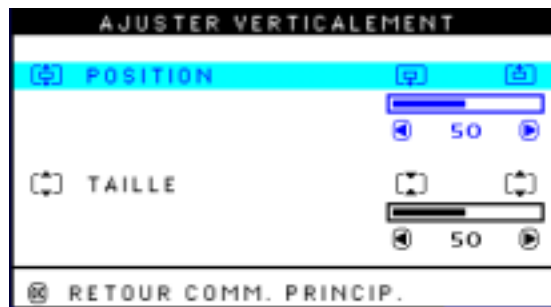 AJUSTER VERTICALEMENT
POSITION
50
TAILLE
50
RETOUR COMM. PRINCIP.